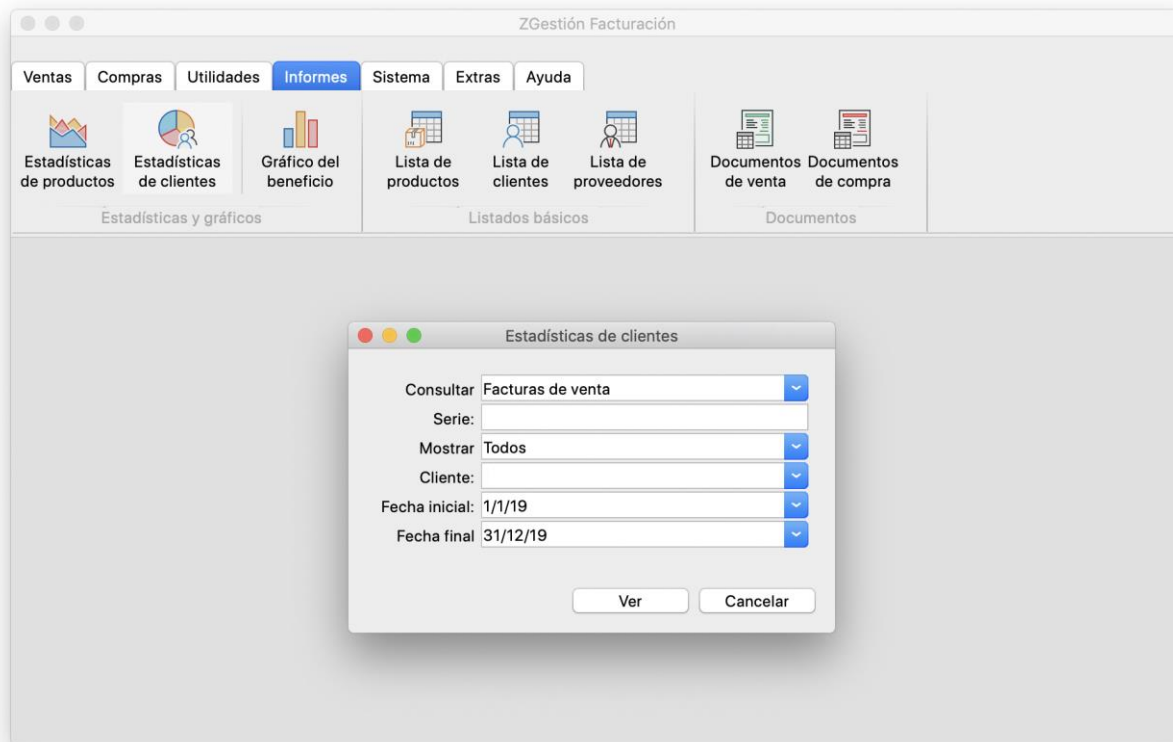 ZGestión Facturación
Ventas Compras Utilidades Informes Sistema Extras Ayuda
Estadísticas de productos
Estadísticas de clientes
Gráfico del beneficio
Lista de productos
Lista de clientes
Lista de proveedores
Documentos de venta
Documentos de compra
Estadísticas y gráficos
Listados básicos
Documentos
Estadísticas de clientes
Consultar Facturas de venta
Serie:
Mostrar Todos
Cliente:
Fecha inicial: 1/1/19
Fecha final 31/12/19
Ver Cancelar